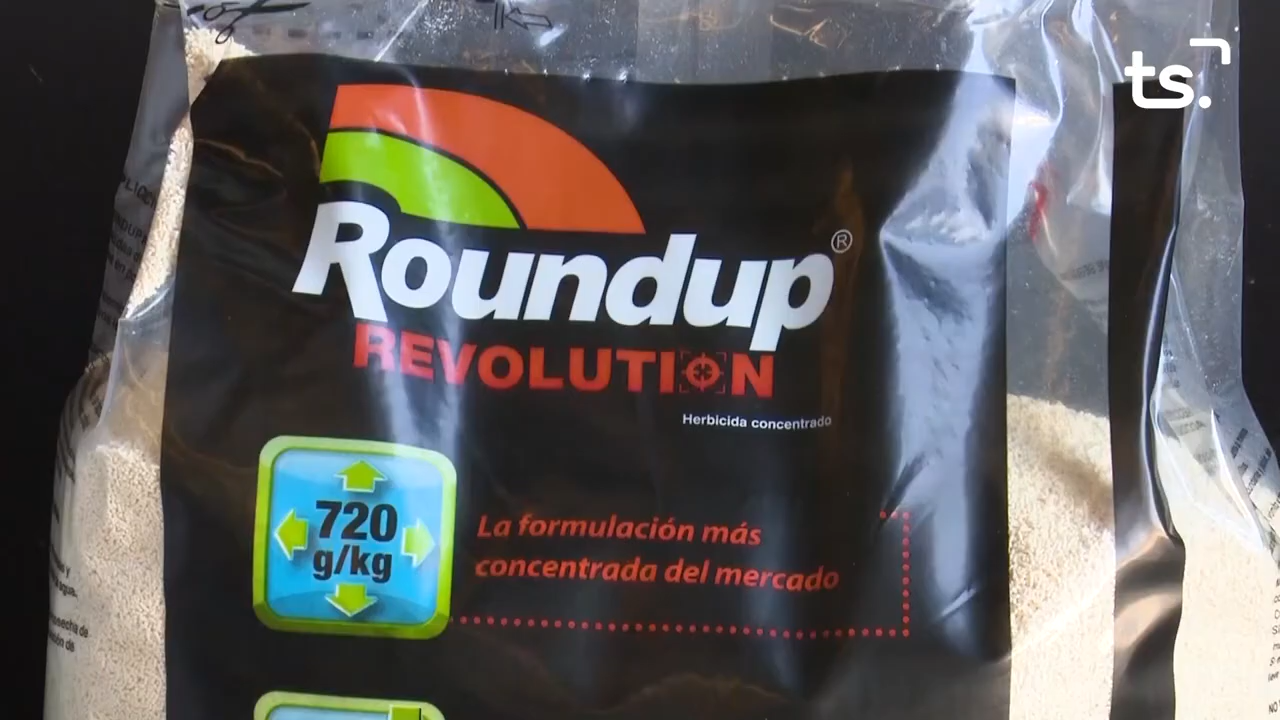 ts.
Roundup®
REVOLUTION
Herbicida concentrado
720
g/kg
La formulación más
concentrada del mercado